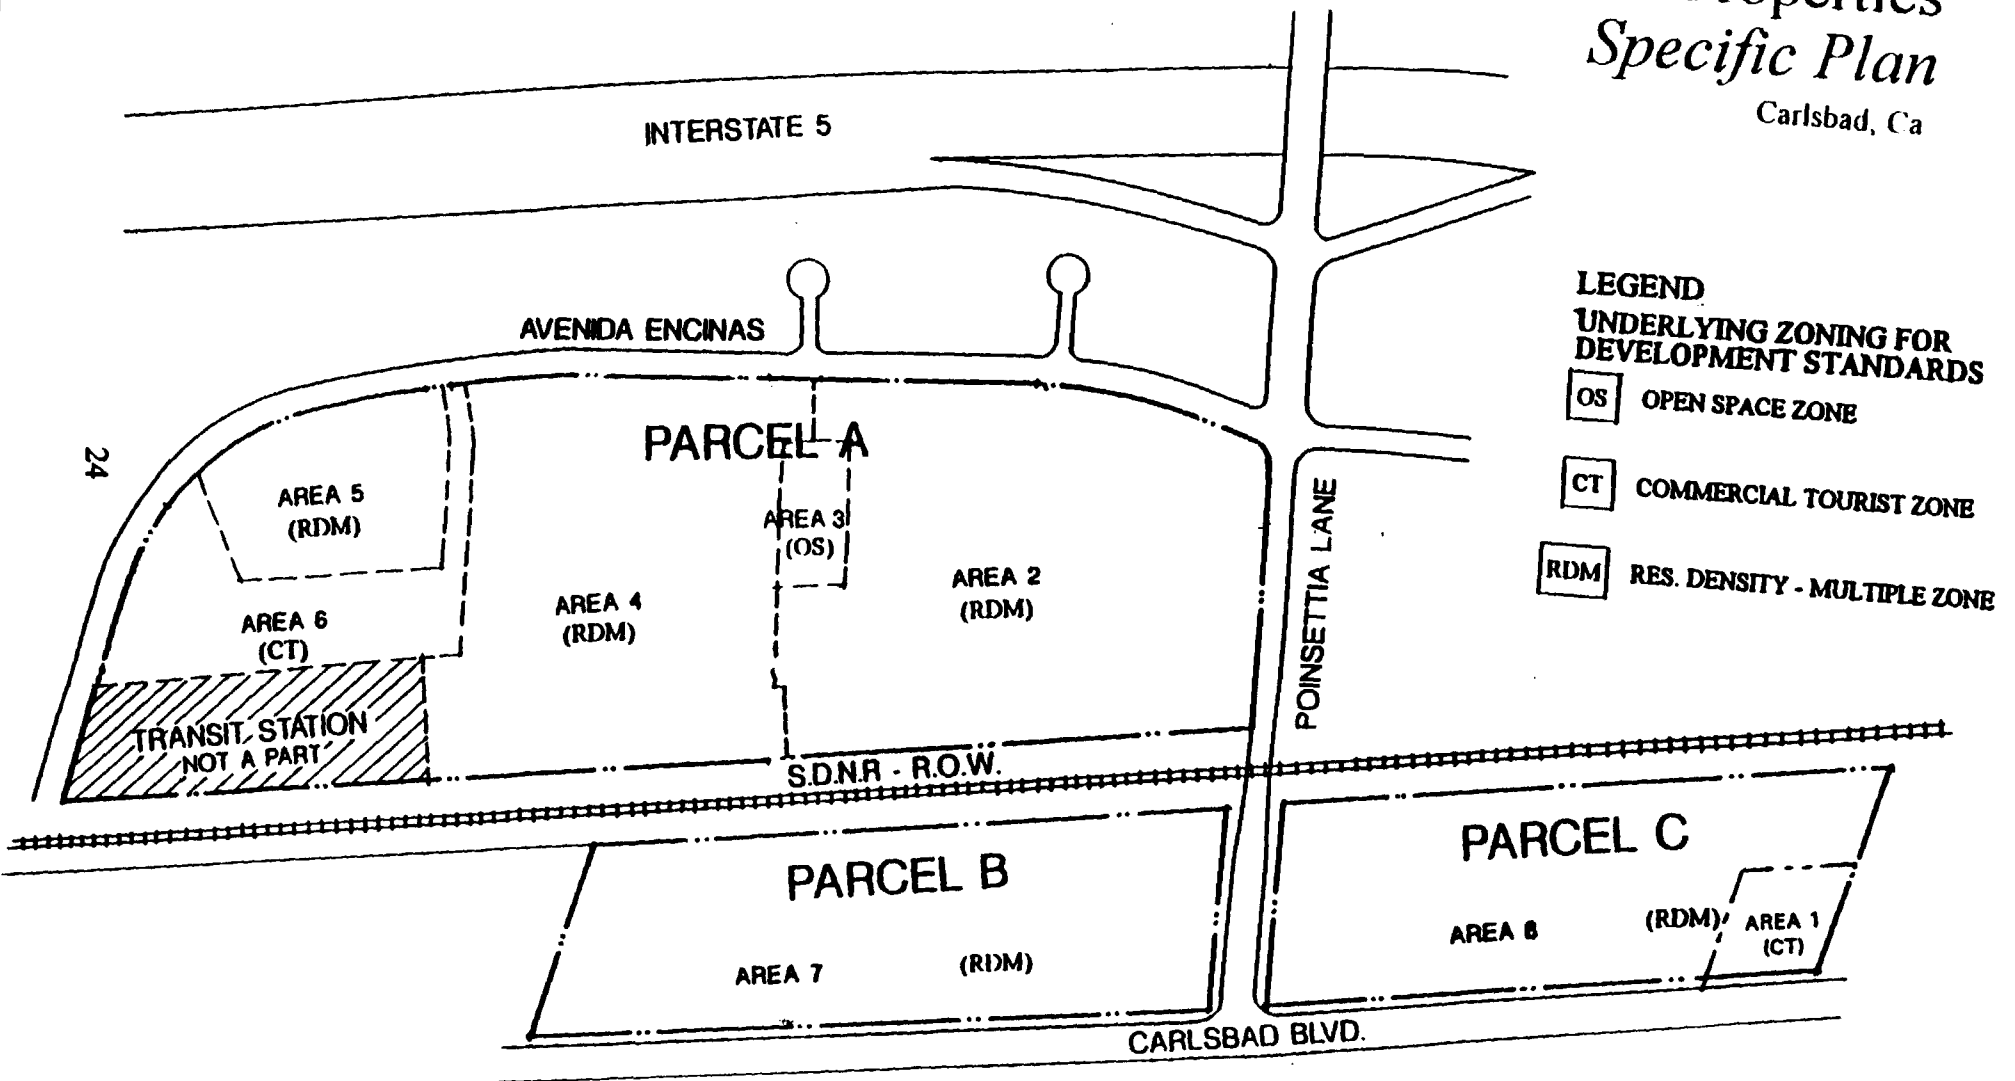 Specific Plan
Carlsbad, Ca
INTERSTATE 5
AVENIDA ENCINAS
LEGEND
UNDERLYING ZONING FOR
DEVELOPMENT STANDARDS
OS OPEN SPACE ZONE
CT COMMERCIAL TOURIST ZONE
RDM RES. DENSITY - MULTIPLE ZONE
24
PARCEL A
AREA 5
(RDM)
AREA 3
(OS)
AREA 2
(RDM)
AREA 4
(RDM)
AREA 6
(CT)
POINSETTIA LANE
TRANSIT STATION
NOT A PART
S.D.N.R - R.O.W.
PARCEL B
AREA 7 (RDM)
PARCEL C
AREA 8 (RDM)
AREA 1
(CT)
CARLSBAD BLVD.